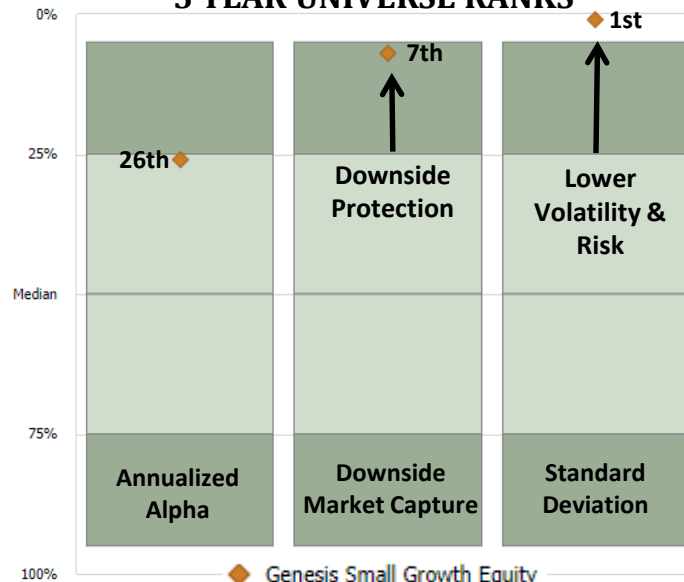 YEAR UNIVERSE RANKS
0%
1st
7th
25%
26th
Downside
Protection
Lower
Volatility &
Risk
Median
75%
Annualized
Alpha
Downside
Market Capture
Standard
Deviation
100%
Genesis Small Growth Equity